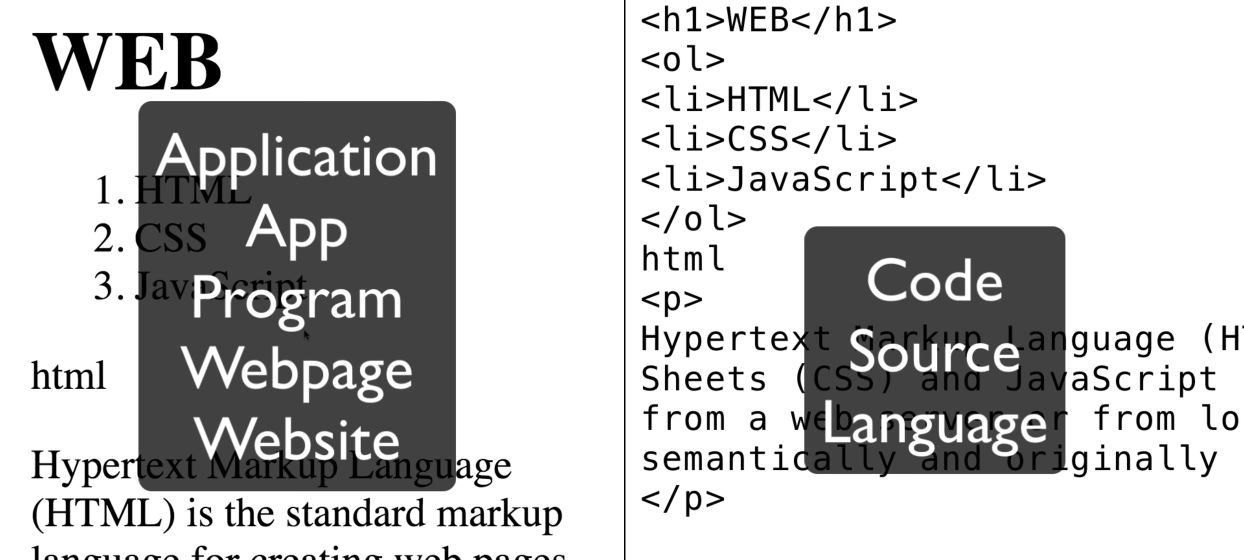 WEB
1. HTML
2. CSS
3. JavaScript
html
Hypertext Markup Language
(HTML) is the standard markup
language for creating web pages
Application
App
Program
Webpage
Website
<h1>WEB</h1>
<ol>
<li>HTML</li>
<li>CSS</li>
<li>JavaScript</li>
</ol>
html
<p>
Hypertext Markup Language (HT
Sheets (CSS) and JavaScript
from a web server or from lo
semantically and originally
</p>
Code
Source
Language